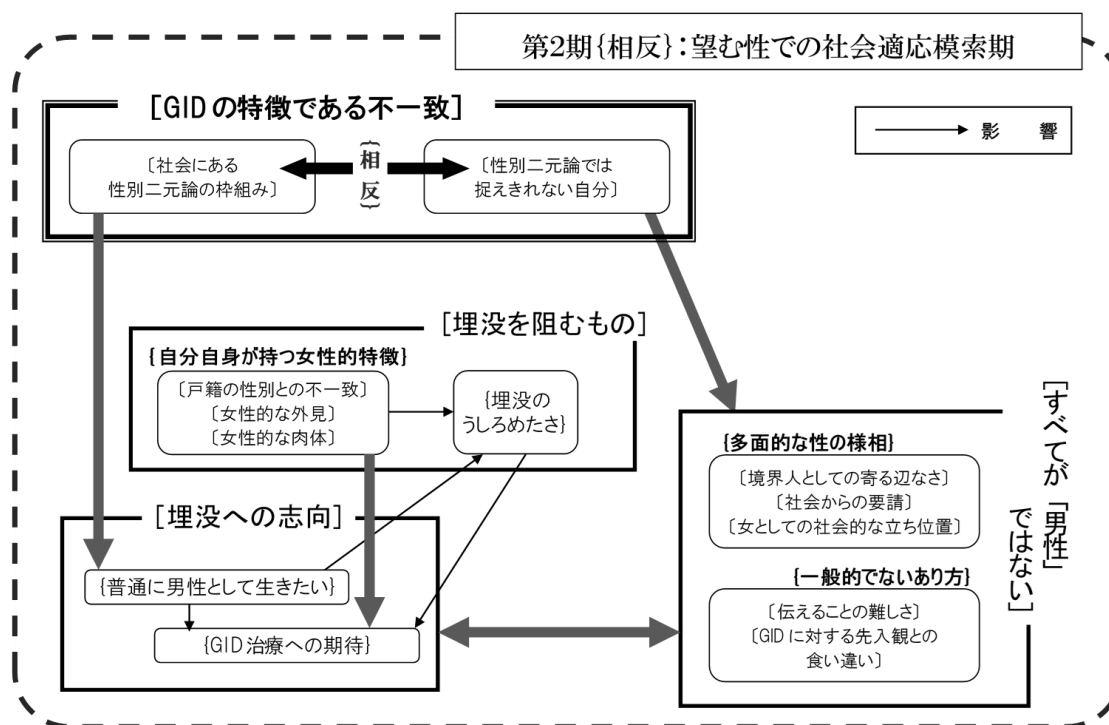 第2期{相反}：望む性での社会適応模索期
影　響
［GIDの特徴である不一致］
〔社会にある
性別二元論の枠組み〕
{相反}
〔性別二元論では
捉えきれない自分〕
［埋没を阻むもの］
{自分自身が持つ女性的特徴}
〔戸籍の性別との不一致〕
〔女性的な外見〕
〔女性的な肉体〕
{埋没の
うしろめたさ}
［埋没への志向］
{普通に男性として生きたい}
{GID治療への期待}
［すべてが「男性」
ではない］
{多面的な性の様相}
〔境界人としての寄る辺なさ〕
〔社会からの要請〕
〔女としての社会的な立ち位置〕
{一般的でないあり方}
〔伝えることの難しさ〕
〔GIDに対する先入観との
食い違い〕